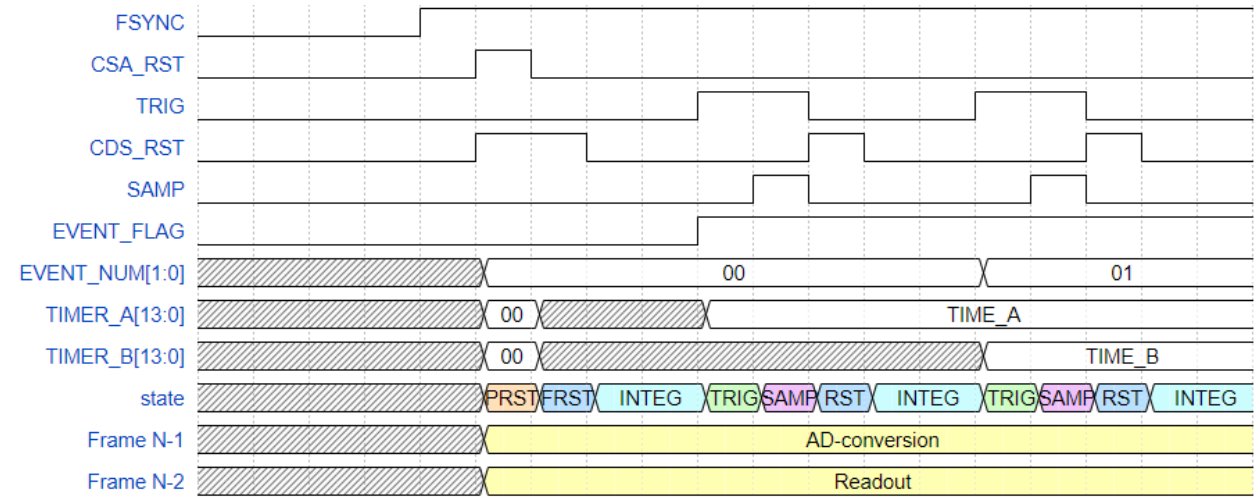 FSYNC
CSA_RST
TRIG
CDS_RST
SAMP
EVENT_FLAG
EVENT_NUM[1:0] 00 01
TIMER_A[13:0] 00 TIME_A
TIMER_B[13:0] 00 TIME_B
state PRST FRST INTEG TRIG SAMP RST INTEG TRIG SAMP RST INTEG
Frame N-1 AD-conversion
Frame N-2 Readout